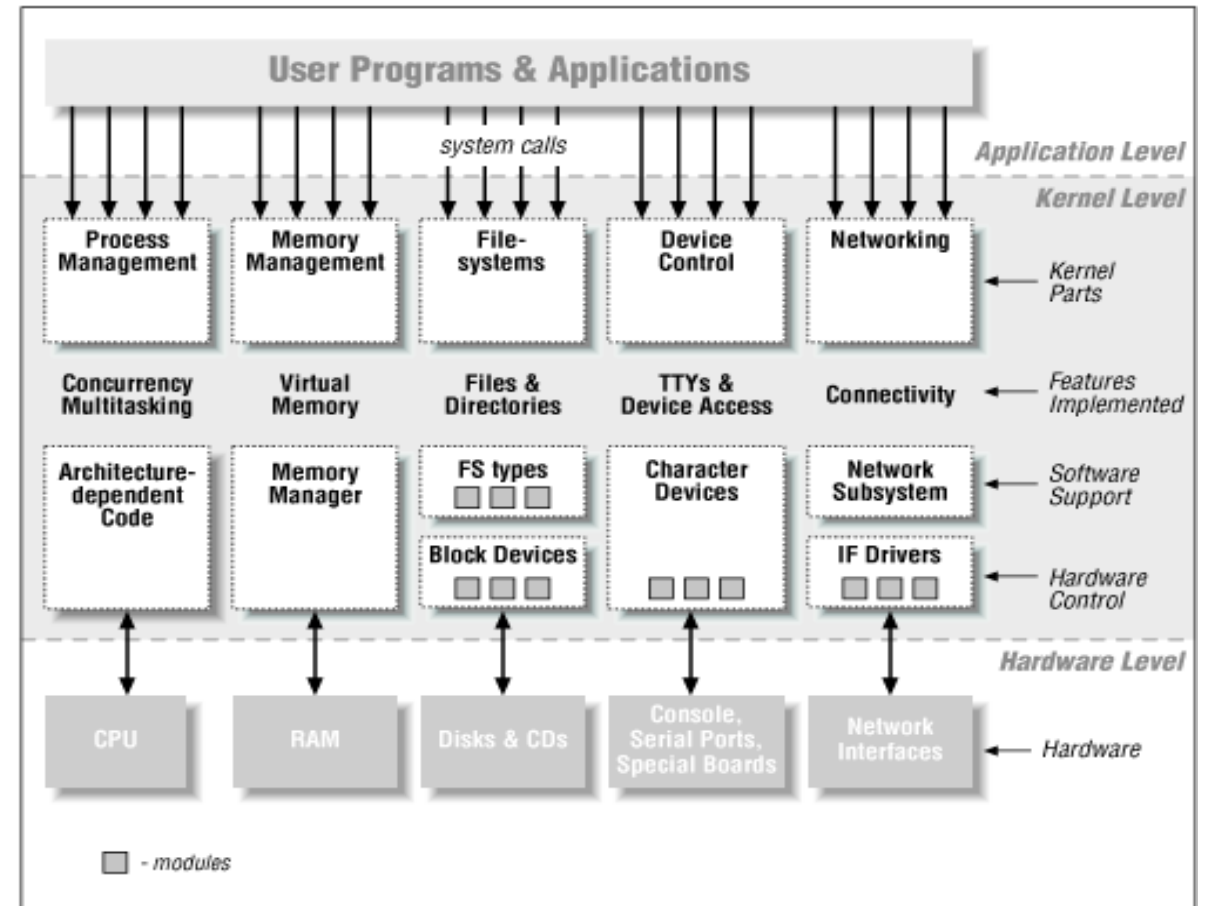 User Programs & Applications
system calls
Application Level
Kernel Level
Process
Management
Memory
Management
File-
systems
Device
Control
Networking
Kernel
Parts
Concurrency
Multitasking
Virtual
Memory
Files &
Directories
TTYs &
Device Access
Connectivity
Features
Implemented
Architecture-
dependent
Code
Memory
Manager
FS types
Character
Devices
Network
Subsystem
Software
Support
Block Devices
IF Drivers
Hardware
Control
Hardware Level
CPU
RAM
Disks & CDs
Console,
Serial Ports,
Special Boards
Network
Interfaces
Hardware
- modules